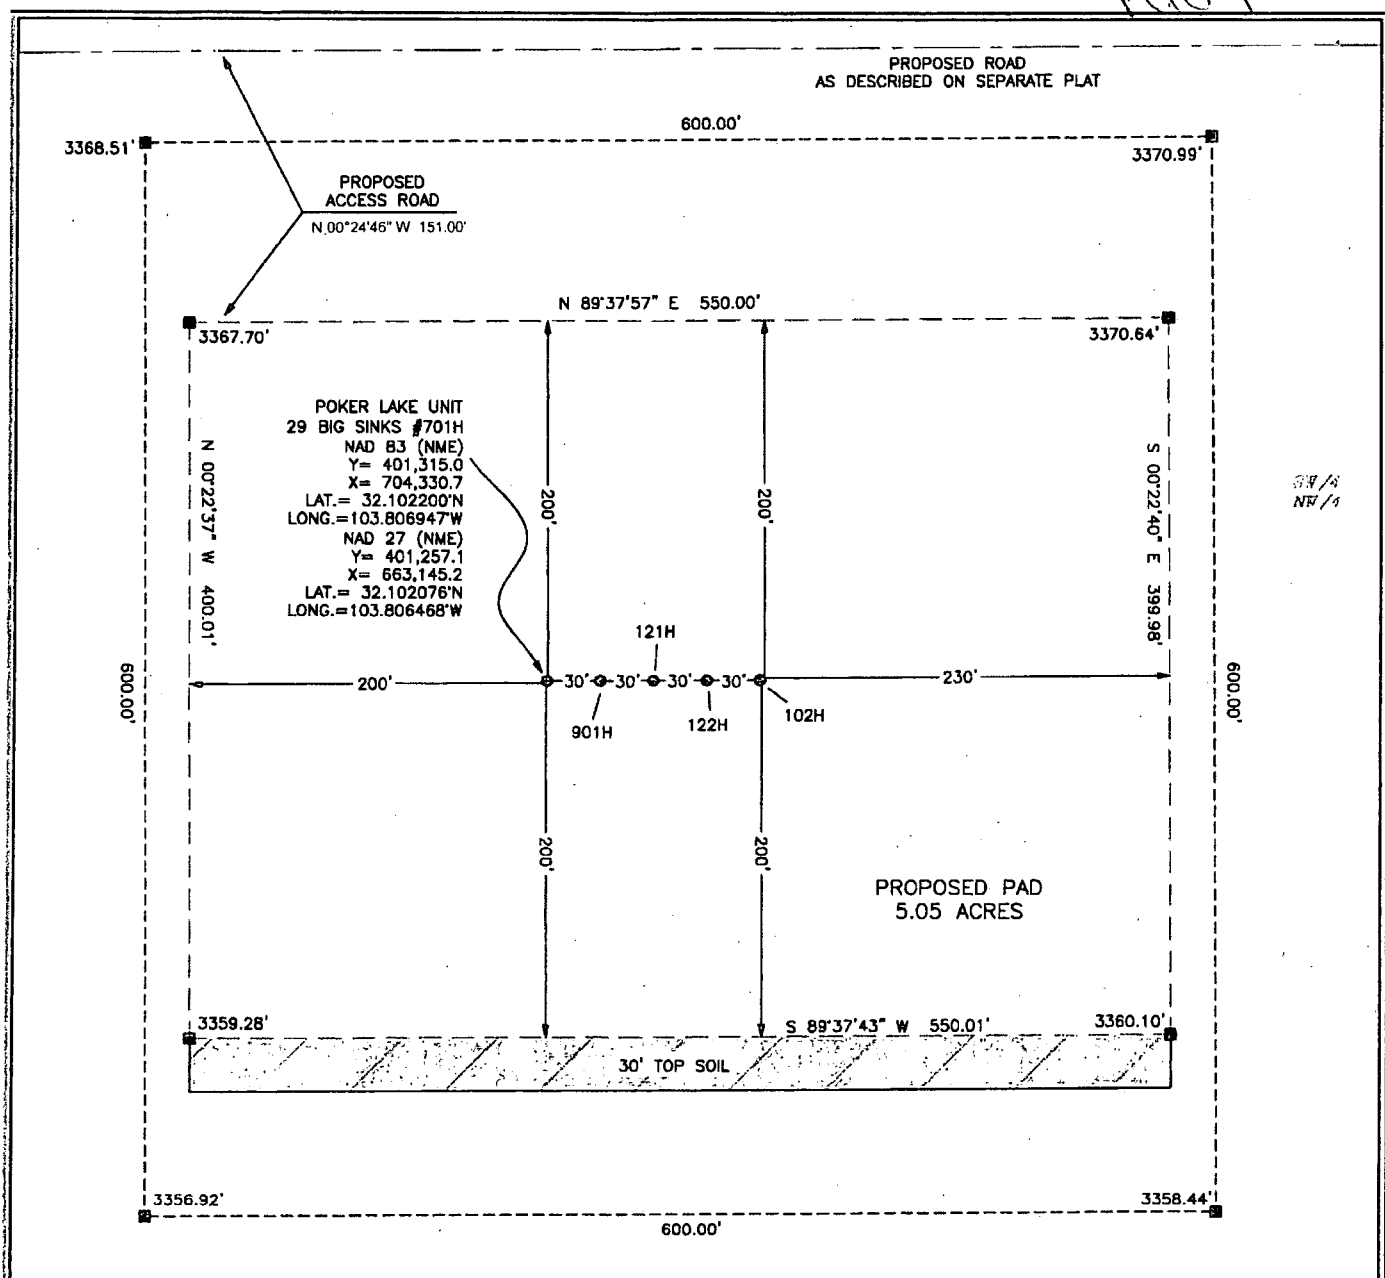 PROPOSED ROAD
AS DESCRIBED ON SEPARATE PLAT
600.00'
3368.51'
3370.99'
PROPOSED
ACCESS ROAD
N 00°24'46" W 151.00'
N 89°37'57" E 550.00'
3367.70'
3370.64'
POKER LAKE UNIT
29 BIG SINKS #701H
NAD 83 (NME)
Y= 401,315.0
X= 704,330.7
LAT.= 32.102200°N
LONG.=103.806947°W
NAD 27 (NME)
Y= 401,257.1
X= 663,145.2
LAT.= 32.102076°N
LONG.=103.806468°W
N 00°22'37" W 400.01'
S 00°22'40" E 399.98'
SW/4
NW/4
200'
200'
121H
600.00'
200'
30'
30'
30'
30'
230'
600.00'
901H
122H
102H
200'
200'
PROPOSED PAD
5.05 ACRES
3359.28'
S 89°37'43" W 550.01'
3360.10'
30' TOP SOIL
3356.92'
3358.44'
600.00'